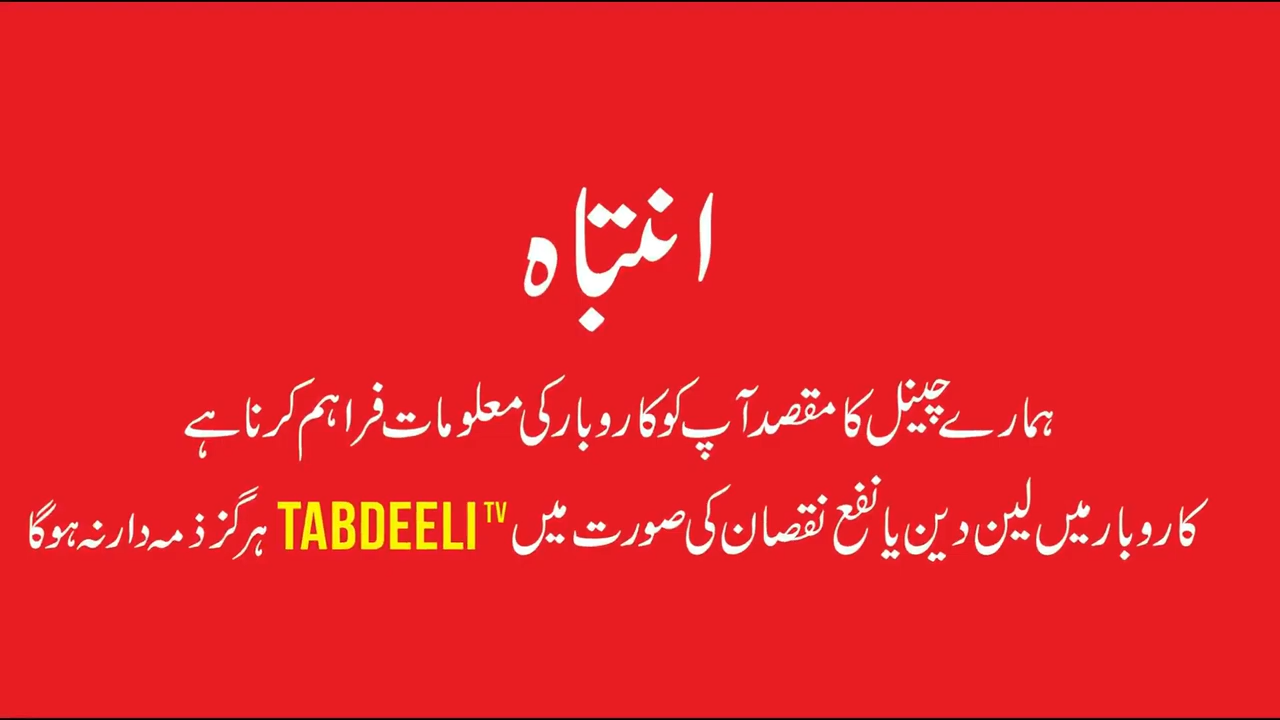 انتباہ
ہمارے چینل کا مقصد آپ کو کاروبار کی معلومات فراہم کرنا ہے
کاروبار میں لین دین یا نفع نقصان کی صورت میں TABDEELI TV ہرگز ذمہ دار نہ ہوگا